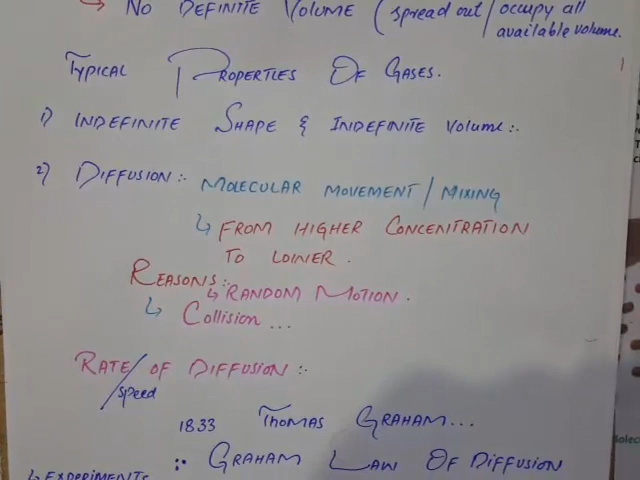 ↳ No DEFINITE VOLUME (spread out/occupy all
available volume.
TYPICAL PROPERTIES OF GASES.
1) INDEFINITE SHAPE & INDEFINITE Volume:.
2) DIFFUSION:. MOLECULAR MOVEMENT/MIXING
↳ FROM HIGHER CONCENTRATION
TO LOINER.
REASONS:
↳ RANDOM MOTION.
↳ Collision...
RATE/OF DIFFUSION:-
/speed
1833 THOMAS GRAHAM...
:. GRAHAM LAW OF DIFFUSION
↳ EXPERIMENTS